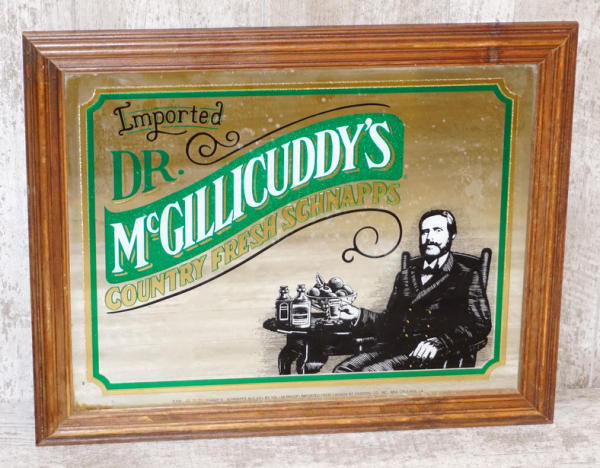 Imported
DR.
McGILLICUDDY'S
COUNTRY FRESH SCHNAPPS